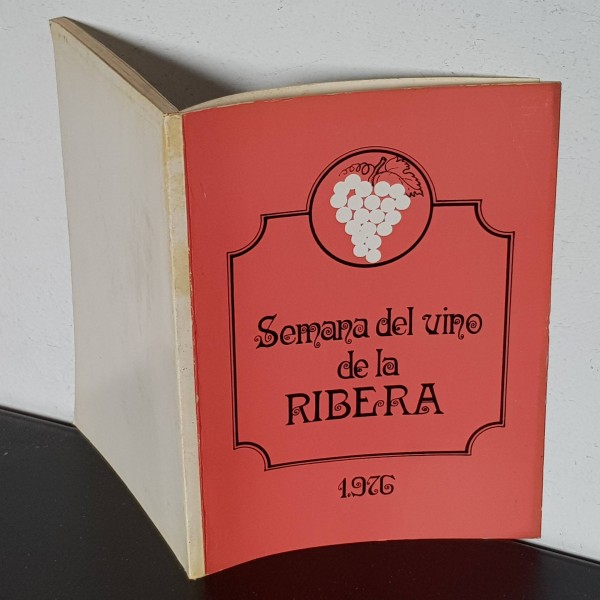 Semana del vino
de la
RIBERA
1.976